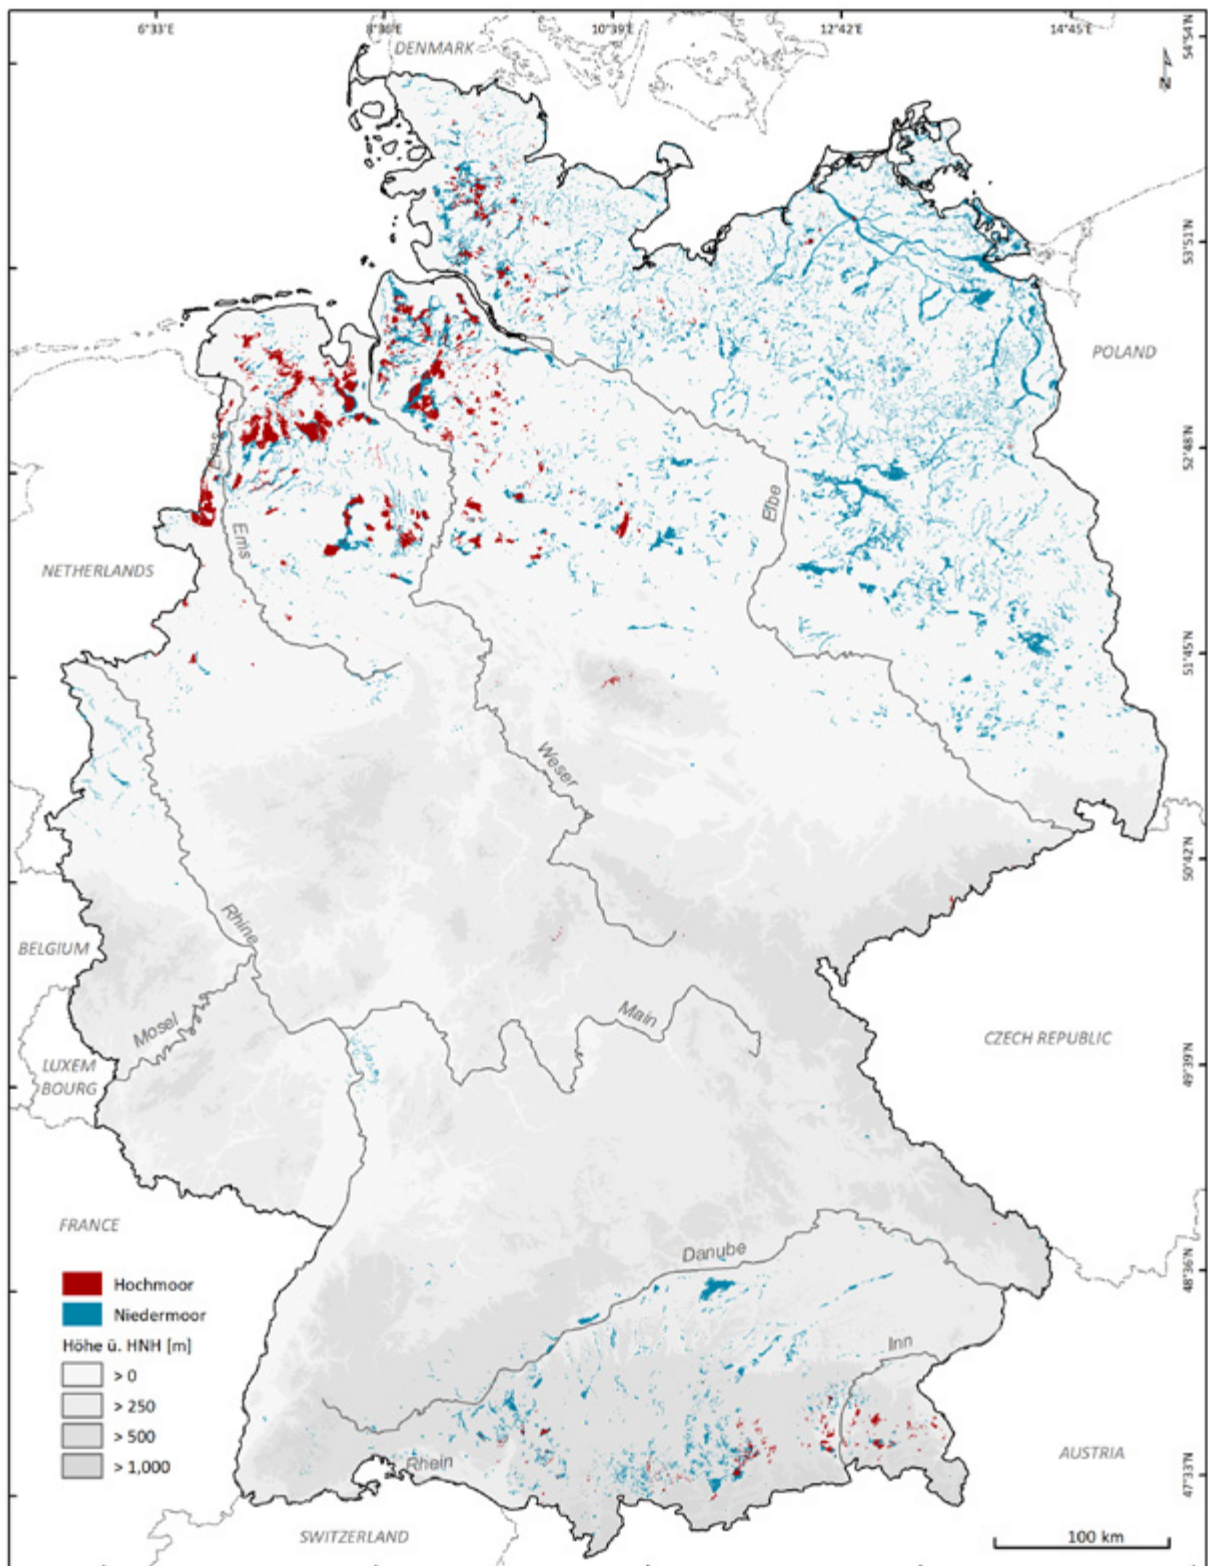 6°33'E
8°36'E
10°39'E
12°42'E
14°45'E
54°54'N
DENMARK
N
53°51'N
POLAND
Ems
52°48'N
Elbe
Ems
NETHERLANDS
51°45'N
Weser
50°42'N
Rhine
BELGIUM
Main
Mosel
CZECH REPUBLIC
LUXEM
BOURG
49°39'N
FRANCE
Danube
48°36'N
Hochmoor
Niedermoor
Höhe ü. HNH [m]
> 0
> 250
> 500
> 1,000
Inn
Rhein
AUSTRIA
47°33'N
SWITZERLAND
100 km